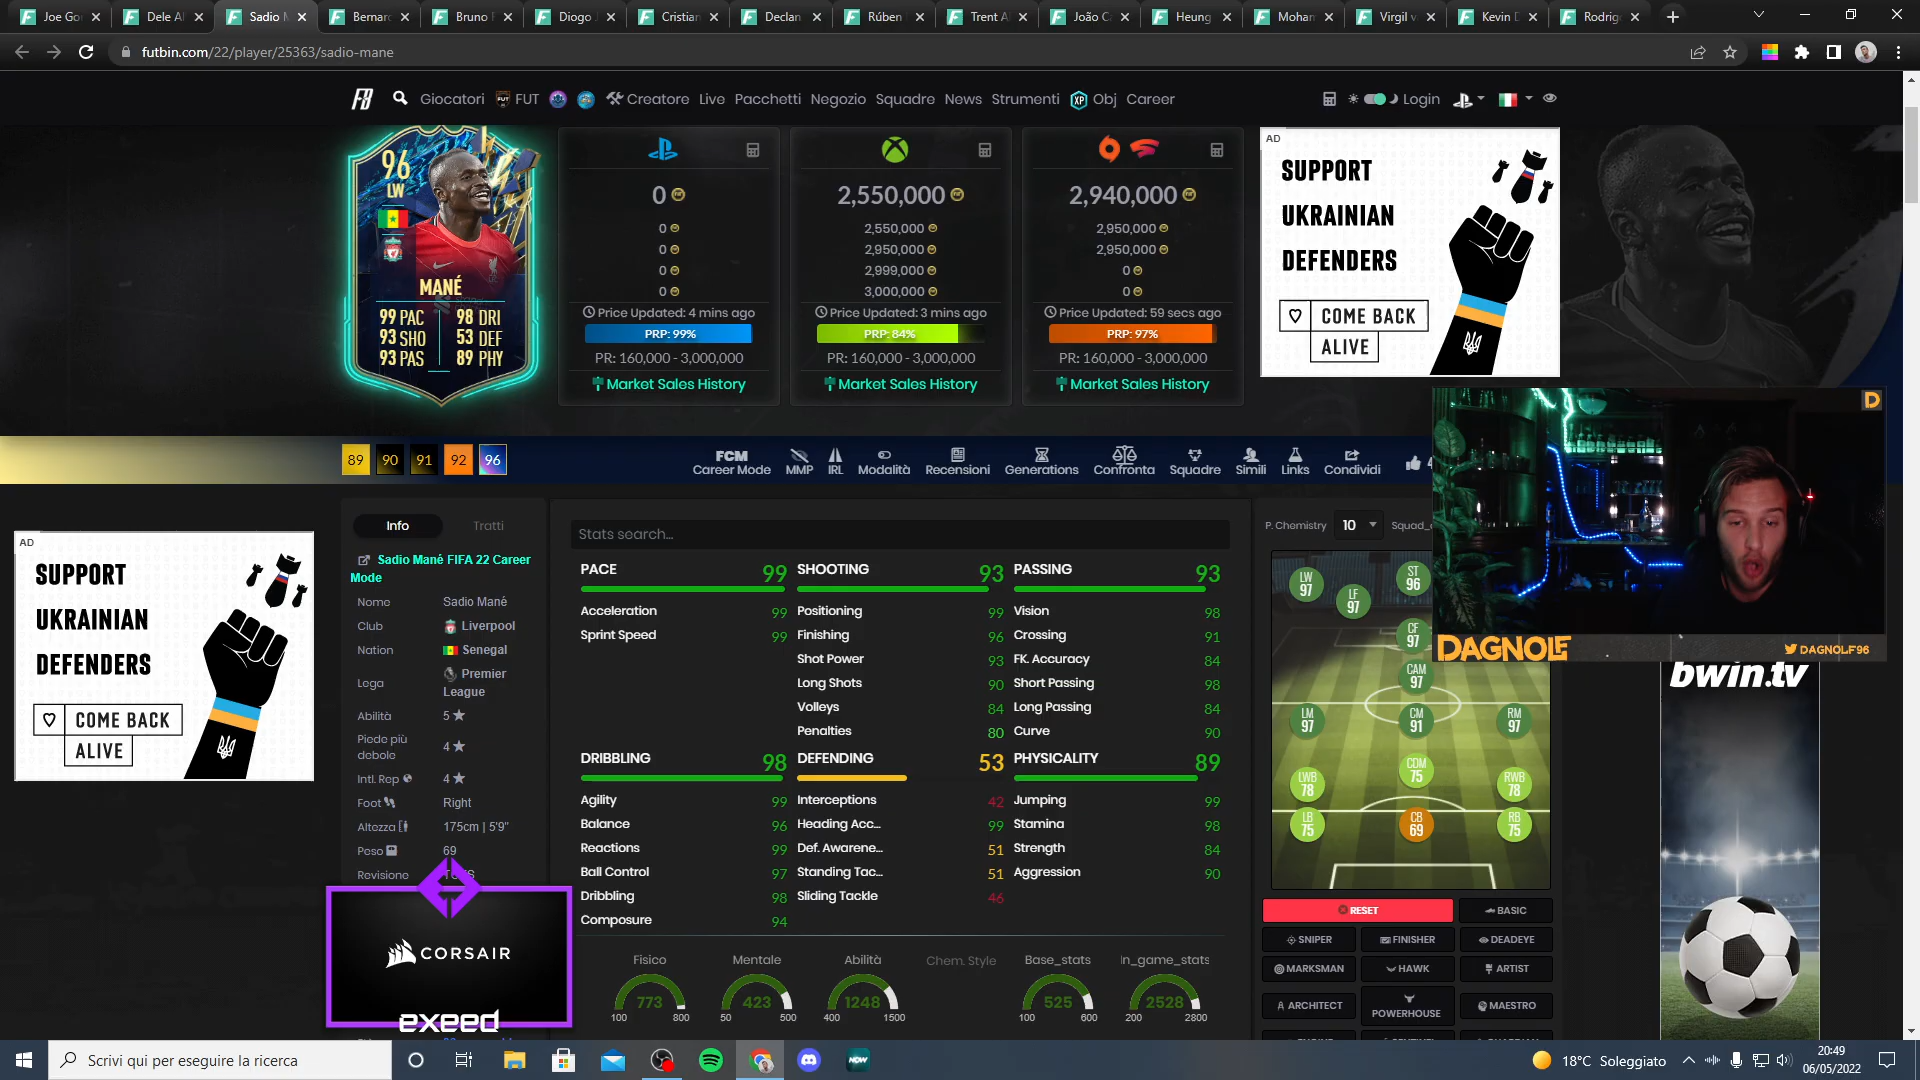 Joe Go
Dele Al
Sadio M
Bernar
Bruno F
Diogo J
Cristian
Declan
Rúben
Trent A
João C
Heung
Moham
Virgil v
Kevin D
Rodrig
futbin.com/22/player/25363/sadio-mane
Giocatori FUT Creatore Live Pacchetti Negozio Squadre News Strumenti XP Obj Career Login
96
LW
MANÉ
99 PAC 98 DRI
93 SHO 53 DEF
93 PAS 89 PHY
0
0
0
0
0
Price Updated: 4 mins ago
PRP: 99%
PR: 160,000 - 3,000,000
Market Sales History
2,550,000
2,550,000
2,950,000
2,999,000
3,000,000
Price Updated: 3 mins ago
PRP: 84%
PR: 160,000 - 3,000,000
Market Sales History
2,940,000
2,950,000
2,950,000
0
0
Price Updated: 59 secs ago
PRP: 97%
PR: 160,000 - 3,000,000
Market Sales History
AD
SUPPORT
UKRAINIAN
DEFENDERS
COME BACK
ALIVE
89 90 91 92 96
FCM
Career Mode MMP IRL Modalità Recensioni Generations Confronta Squadre Simili Links Condividi
AD
SUPPORT
UKRAINIAN
DEFENDERS
COME BACK
ALIVE
Info Tratti
Sadio Mané FIFA 22 Career
Mode
Nome Sadio Mané
Club Liverpool
Nation Senegal
Lega Premier
League
Abilità 5
Piede più
debole 4
Intl. Rep 4
Foot Right
Altezza 175cm | 5'9"
Peso 69
Revisione
Stats search...
PACE 99
Acceleration 99
Sprint Speed 99
SHOOTING 93
Positioning 99
Finishing 96
Shot Power 93
Long Shots 90
Volleys 84
Penalties 80
PASSING 93
Vision 98
Crossing 91
FK. Accuracy 84
Short Passing 98
Long Passing 84
Curve 90
DRIBBLING 98
Agility 99
Balance 96
Reactions 99
Ball Control 97
Dribbling 98
Composure 94
DEFENDING 53
Interceptions 42
Heading Acc... 99
Def. Awarene... 51
Standing Tac... 51
Sliding Tackle 46
PHYSICALITY 89
Jumping 99
Stamina 98
Strength 84
Aggression 90
Fisico
773
100 800
Mentale
423
50 500
Abilità
1248
400 1500
Chem. Style
Base_stats
525
100 600
In_game_stats
2528
200 2800
P. Chemistry 10
LW
97
LF
97
ST
96
CF
97
CAM
97
LM
97
CM
91
RM
97
CDM
75
LWB
78
RWB
78
LB
75
CB
69
RB
75
RESET BASIC
SNIPER FINISHER DEADEYE
MARKSMAN HAWK ARTIST
ARCHITECT POWERHOUSE MAESTRO
D
DAGNOLF
DAGNOLF96
bwin.tv
CORSAIR
exeed
Scrivi qui per eseguire la ricerca
NOW
18°C Soleggiato
20:49
06/05/2022